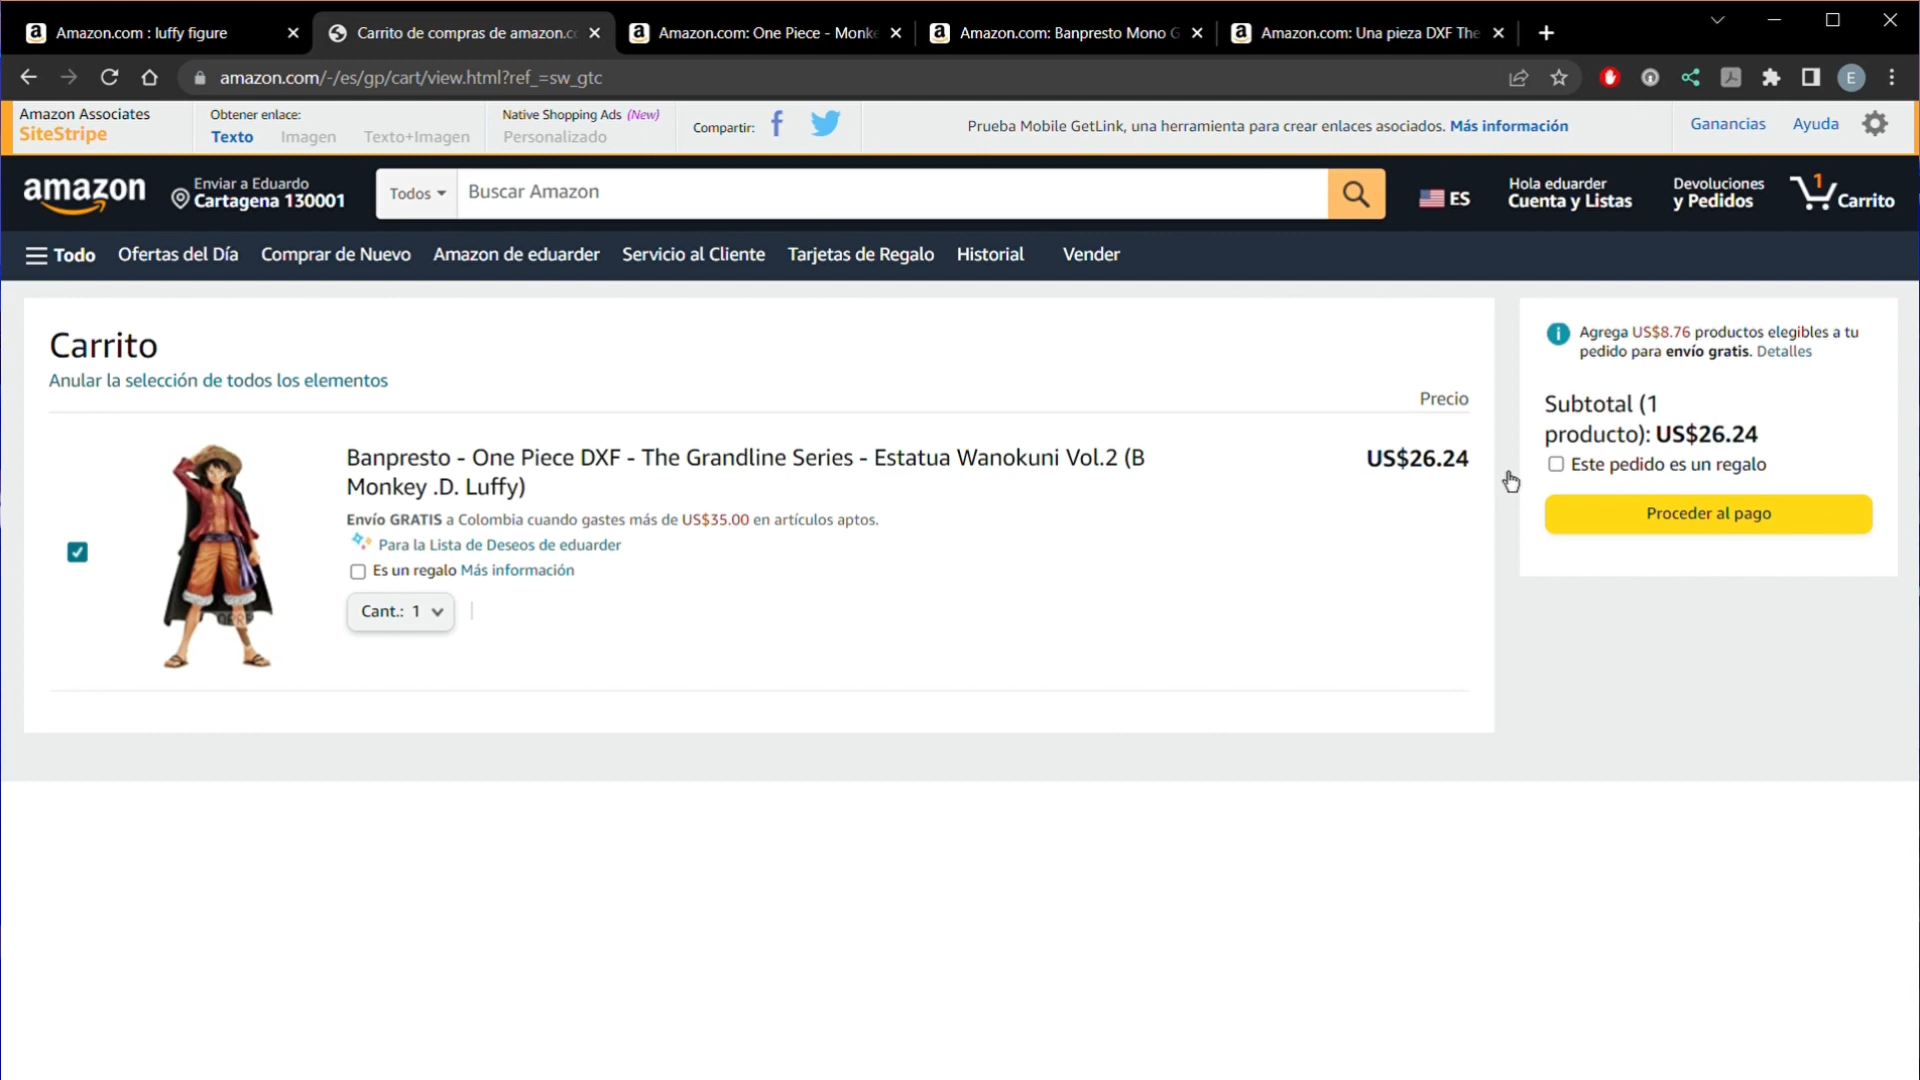 Amazon.com : luffy figure
Carrito de compras de amazon.co
Amazon.com: One Piece - Monke
Amazon.com: Banpresto Mono G
Amazon.com: Una pieza DXF The
amazon.com/-/es/gp/cart/view.html?ref_=sw_gtc
E
Amazon Associates
SiteStripe
Obtener enlace:
Texto Imagen Texto+Imagen
Native Shopping Ads (New)
Personalizado
Compartir:
Prueba Mobile GetLink, una herramienta para crear enlaces asociados. Más información
Ganancias Ayuda
amazon
Enviar a Eduardo
Cartagena 130001
Todos
Buscar Amazon
ES
Hola eduarder
Cuenta y Listas
Devoluciones
y Pedidos
1
Carrito
Todo Ofertas del Día Comprar de Nuevo Amazon de eduarder Servicio al Cliente Tarjetas de Regalo Historial Vender
Carrito
Anular la selección de todos los elementos
Precio
Banpresto - One Piece DXF - The Grandline Series - Estatua Wanokuni Vol.2 (B
Monkey .D. Luffy)
US$26.24
Envío GRATIS a Colombia cuando gastes más de US$35.00 en artículos aptos.
Para la Lista de Deseos de eduarder
Es un regalo Más información
Cant.: 1
Agrega US$8.76 productos elegibles a tu
pedido para envío gratis. Detalles
Subtotal (1
producto): US$26.24
Este pedido es un regalo
Proceder al pago